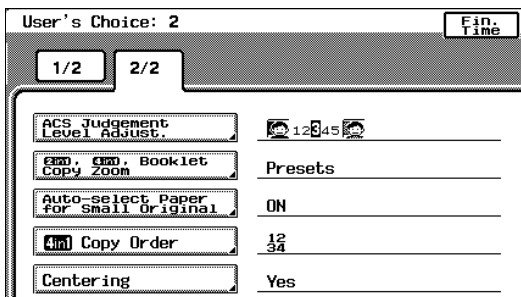 User's Choice: 2
Fin.
Time
1/2
2/2
ACS Judgement
Level Adjust.
12345
2in1, 4in1, Booklet
Copy Zoom
Presets
Auto-select Paper
for Small Original
ON
4in1 Copy Order
12
34
Centering
Yes